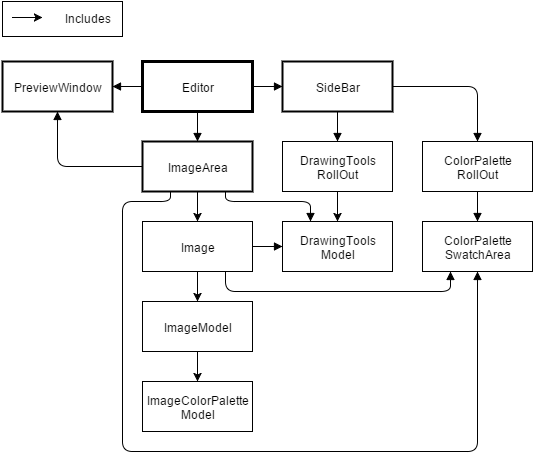 Includes
PreviewWindow
Editor
SideBar
ImageArea
DrawingTools
RollOut
ColorPalette
RollOut
Image
DrawingTools
Model
ColorPalette
SwatchArea
ImageModel
ImageColorPalette
Model